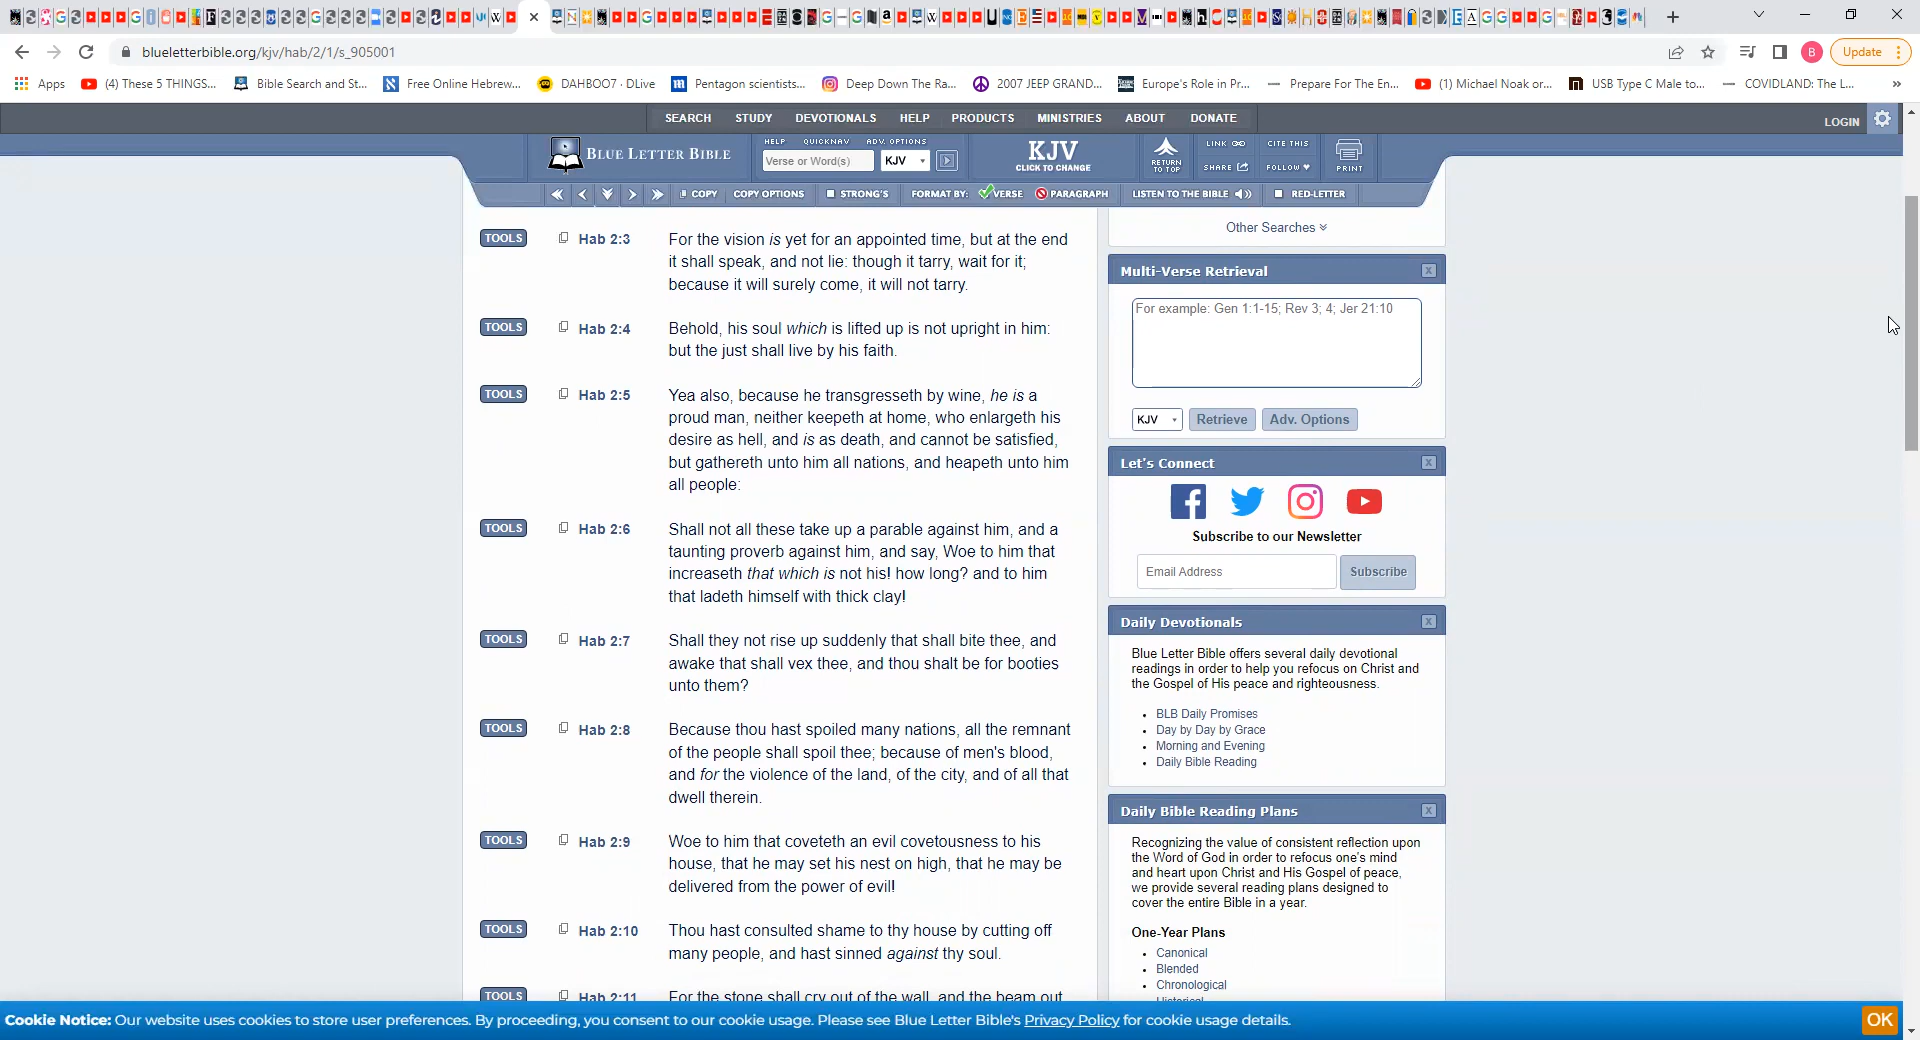 blueletterbible.org/kjv/hab/2/1/s_905001
Update
Apps
(4) These 5 THINGS...
Bible Search and St...
Free Online Hebrew...
DAHBOO7 · DLive
Pentagon scientists...
Deep Down The Ra...
2007 JEEP GRAND...
Europe's Role in Pr...
Prepare For The En...
(1) Michael Noak or...
USB Type C Male to...
COVIDLAND: The L...
SEARCH STUDY DEVOTIONALS HELP PRODUCTS MINISTRIES ABOUT DONATE
LOGIN
BLUE LETTER BIBLE
HELP QUICKNAV ADV. OPTIONS
Verse or Word(s)
KJV
KJV
CLICK TO CHANGE
RETURN
TO TOP
LINK
CITE THIS
SHARE
FOLLOW
PRINT
COPY COPY OPTIONS STRONG'S FORMAT BY: VERSE PARAGRAPH LISTEN TO THE BIBLE RED-LETTER
TOOLS Hab 2:3 For the vision is yet for an appointed time, but at the end
it shall speak, and not lie: though it tarry, wait for it;
because it will surely come, it will not tarry.
TOOLS Hab 2:4 Behold, his soul which is lifted up is not upright in him:
but the just shall live by his faith.
TOOLS Hab 2:5 Yea also, because he transgresseth by wine, he is a
proud man, neither keepeth at home, who enlargeth his
desire as hell, and is as death, and cannot be satisfied,
but gathereth unto him all nations, and heapeth unto him
all people:
TOOLS Hab 2:6 Shall not all these take up a parable against him, and a
taunting proverb against him, and say, Woe to him that
increaseth that which is not his! how long? and to him
that ladeth himself with thick clay!
TOOLS Hab 2:7 Shall they not rise up suddenly that shall bite thee, and
awake that shall vex thee, and thou shalt be for booties
unto them?
TOOLS Hab 2:8 Because thou hast spoiled many nations, all the remnant
of the people shall spoil thee; because of men's blood,
and for the violence of the land, of the city, and of all that
dwell therein.
TOOLS Hab 2:9 Woe to him that coveteth an evil covetousness to his
house, that he may set his nest on high, that he may be
delivered from the power of evil!
TOOLS Hab 2:10 Thou hast consulted shame to thy house by cutting off
many people, and hast sinned against thy soul.
TOOLS Hab 2:11 For the stone shall cry out of the wall, and the beam out
Other Searches
Multi-Verse Retrieval
For example: Gen 1:1-15; Rev 3; 4; Jer 21:10
KJV Retrieve Adv. Options
Let's Connect
Subscribe to our Newsletter
Email Address Subscribe
Daily Devotionals
Blue Letter Bible offers several daily devotional
readings in order to help you refocus on Christ and
the Gospel of His peace and righteousness.
BLB Daily Promises
Day by Day by Grace
Morning and Evening
Daily Bible Reading
Daily Bible Reading Plans
Recognizing the value of consistent reflection upon
the Word of God in order to refocus one's mind
and heart upon Christ and His Gospel of peace,
we provide several reading plans designed to
cover the entire Bible in a year.
One-Year Plans
Canonical
Blended
Chronological
Historical
Cookie Notice: Our website uses cookies to store user preferences. By proceeding, you consent to our cookie usage. Please see Blue Letter Bible's Privacy Policy for cookie usage details.
OK